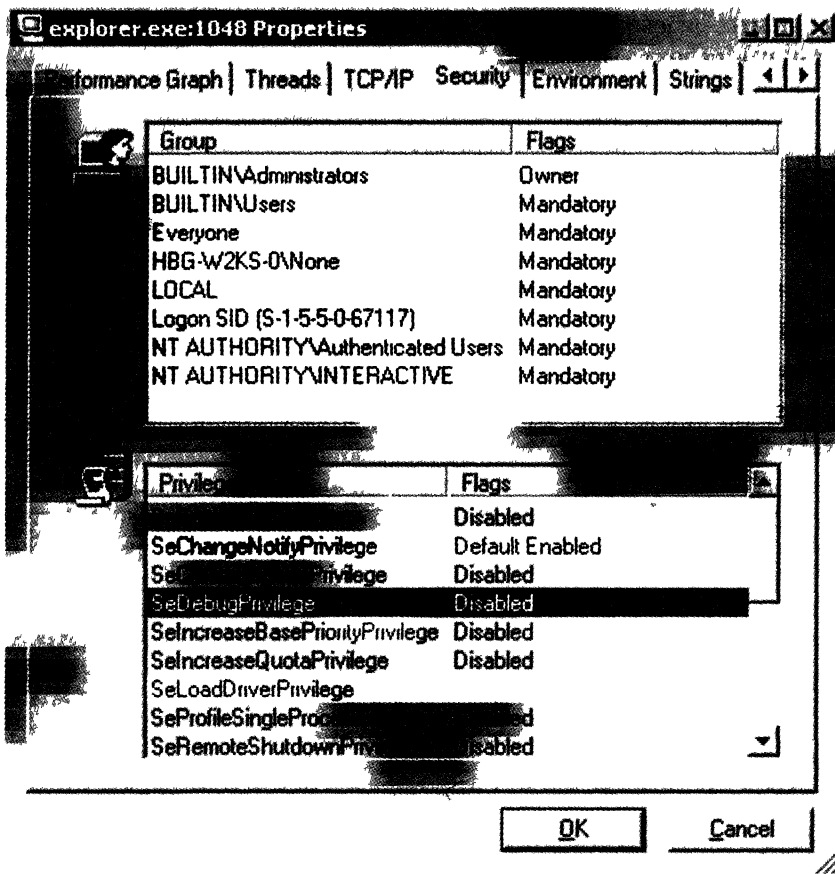 explorer.exe:1048 Properties
Performance Graph Threads TCP/IP Security Environment Strings
Group Flags
BUILTIN\Administrators Owner
BUILTIN\Users Mandatory
Everyone Mandatory
HBG-W2KS-0\None Mandatory
LOCAL Mandatory
Logon SID (S-1-5-5-0-67117) Mandatory
NT AUTHORITY\Authenticated Users Mandatory
NT AUTHORITY\INTERACTIVE Mandatory
Flags
Disabled
SeChangeNotifyPrivilege Default Enabled
Disabled
SeDebugPrivilege Disabled
SeIncreaseBasePriorityPrivilege Disabled
SeIncreaseQuotaPrivilege Disabled
SeLoadDriverPrivilege
OK Cancel